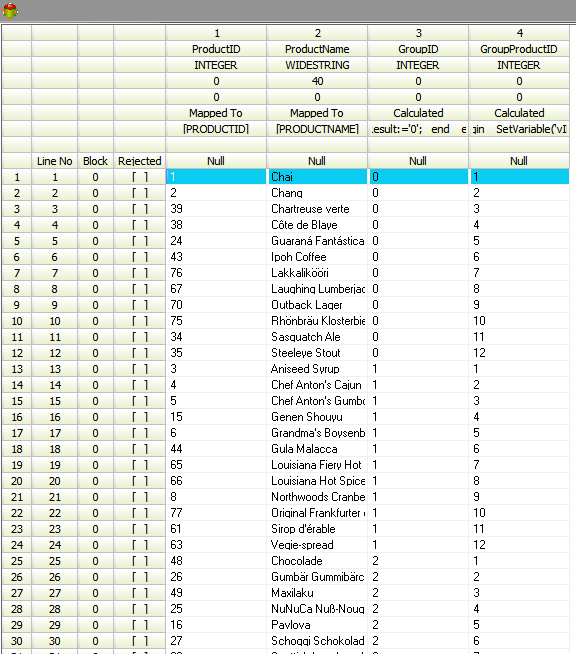 1 2 3 4
ProductID ProductName GroupID GroupProductID
INTEGER WIDESTRING INTEGER INTEGER
0 40 0 0
0 0 0 0
Mapped To Mapped To Calculated Calculated
[PRODUCTID] [PRODUCTNAME] .esult:='0'; end e gin SetVariable('vI
Line No Block Rejected Null Null Null Null
1 1 0 [ ] 1 Chai 0 1
2 2 0 [ ] 2 Chang 0 2
3 3 0 [ ] 39 Chartreuse verte 0 3
4 4 0 [ ] 38 Côte de Blaye 0 4
5 5 0 [ ] 24 Guaraná Fantástica 0 5
6 6 0 [ ] 43 Ipoh Coffee 0 6
7 7 0 [ ] 76 Lakkalikööri 0 7
8 8 0 [ ] 67 Laughing Lumberjac 0 8
9 9 0 [ ] 70 Outback Lager 0 9
10 10 0 [ ] 75 Rhönbräu Klosterbie 0 10
11 11 0 [ ] 34 Sasquatch Ale 0 11
12 12 0 [ ] 35 Steeleye Stout 0 12
13 13 0 [ ] 3 Aniseed Syrup 1 1
14 14 0 [ ] 4 Chef Anton's Cajun 1 2
15 15 0 [ ] 5 Chef Anton's Gumbo 1 3
16 16 0 [ ] 15 Genen Shouyu 1 4
17 17 0 [ ] 6 Grandma's Boysenb 1 5
18 18 0 [ ] 44 Gula Malacca 1 6
19 19 0 [ ] 65 Louisiana Fiery Hot 1 7
20 20 0 [ ] 66 Louisiana Hot Spice 1 8
21 21 0 [ ] 8 Northwoods Cranbe 1 9
22 22 0 [ ] 77 Original Frankfurter 1 10
23 23 0 [ ] 61 Sirop d'érable 1 11
24 24 0 [ ] 63 Vegie-spread 1 12
25 25 0 [ ] 48 Chocolade 2 1
26 26 0 [ ] 26 Gumbär Gummibärc 2 2
27 27 0 [ ] 49 Maxilaku 2 3
28 28 0 [ ] 25 NuNuCa Nuß-Noug 2 4
29 29 0 [ ] 16 Pavlova 2 5
30 30 0 [ ] 27 Schoggi Schokolad 2 6